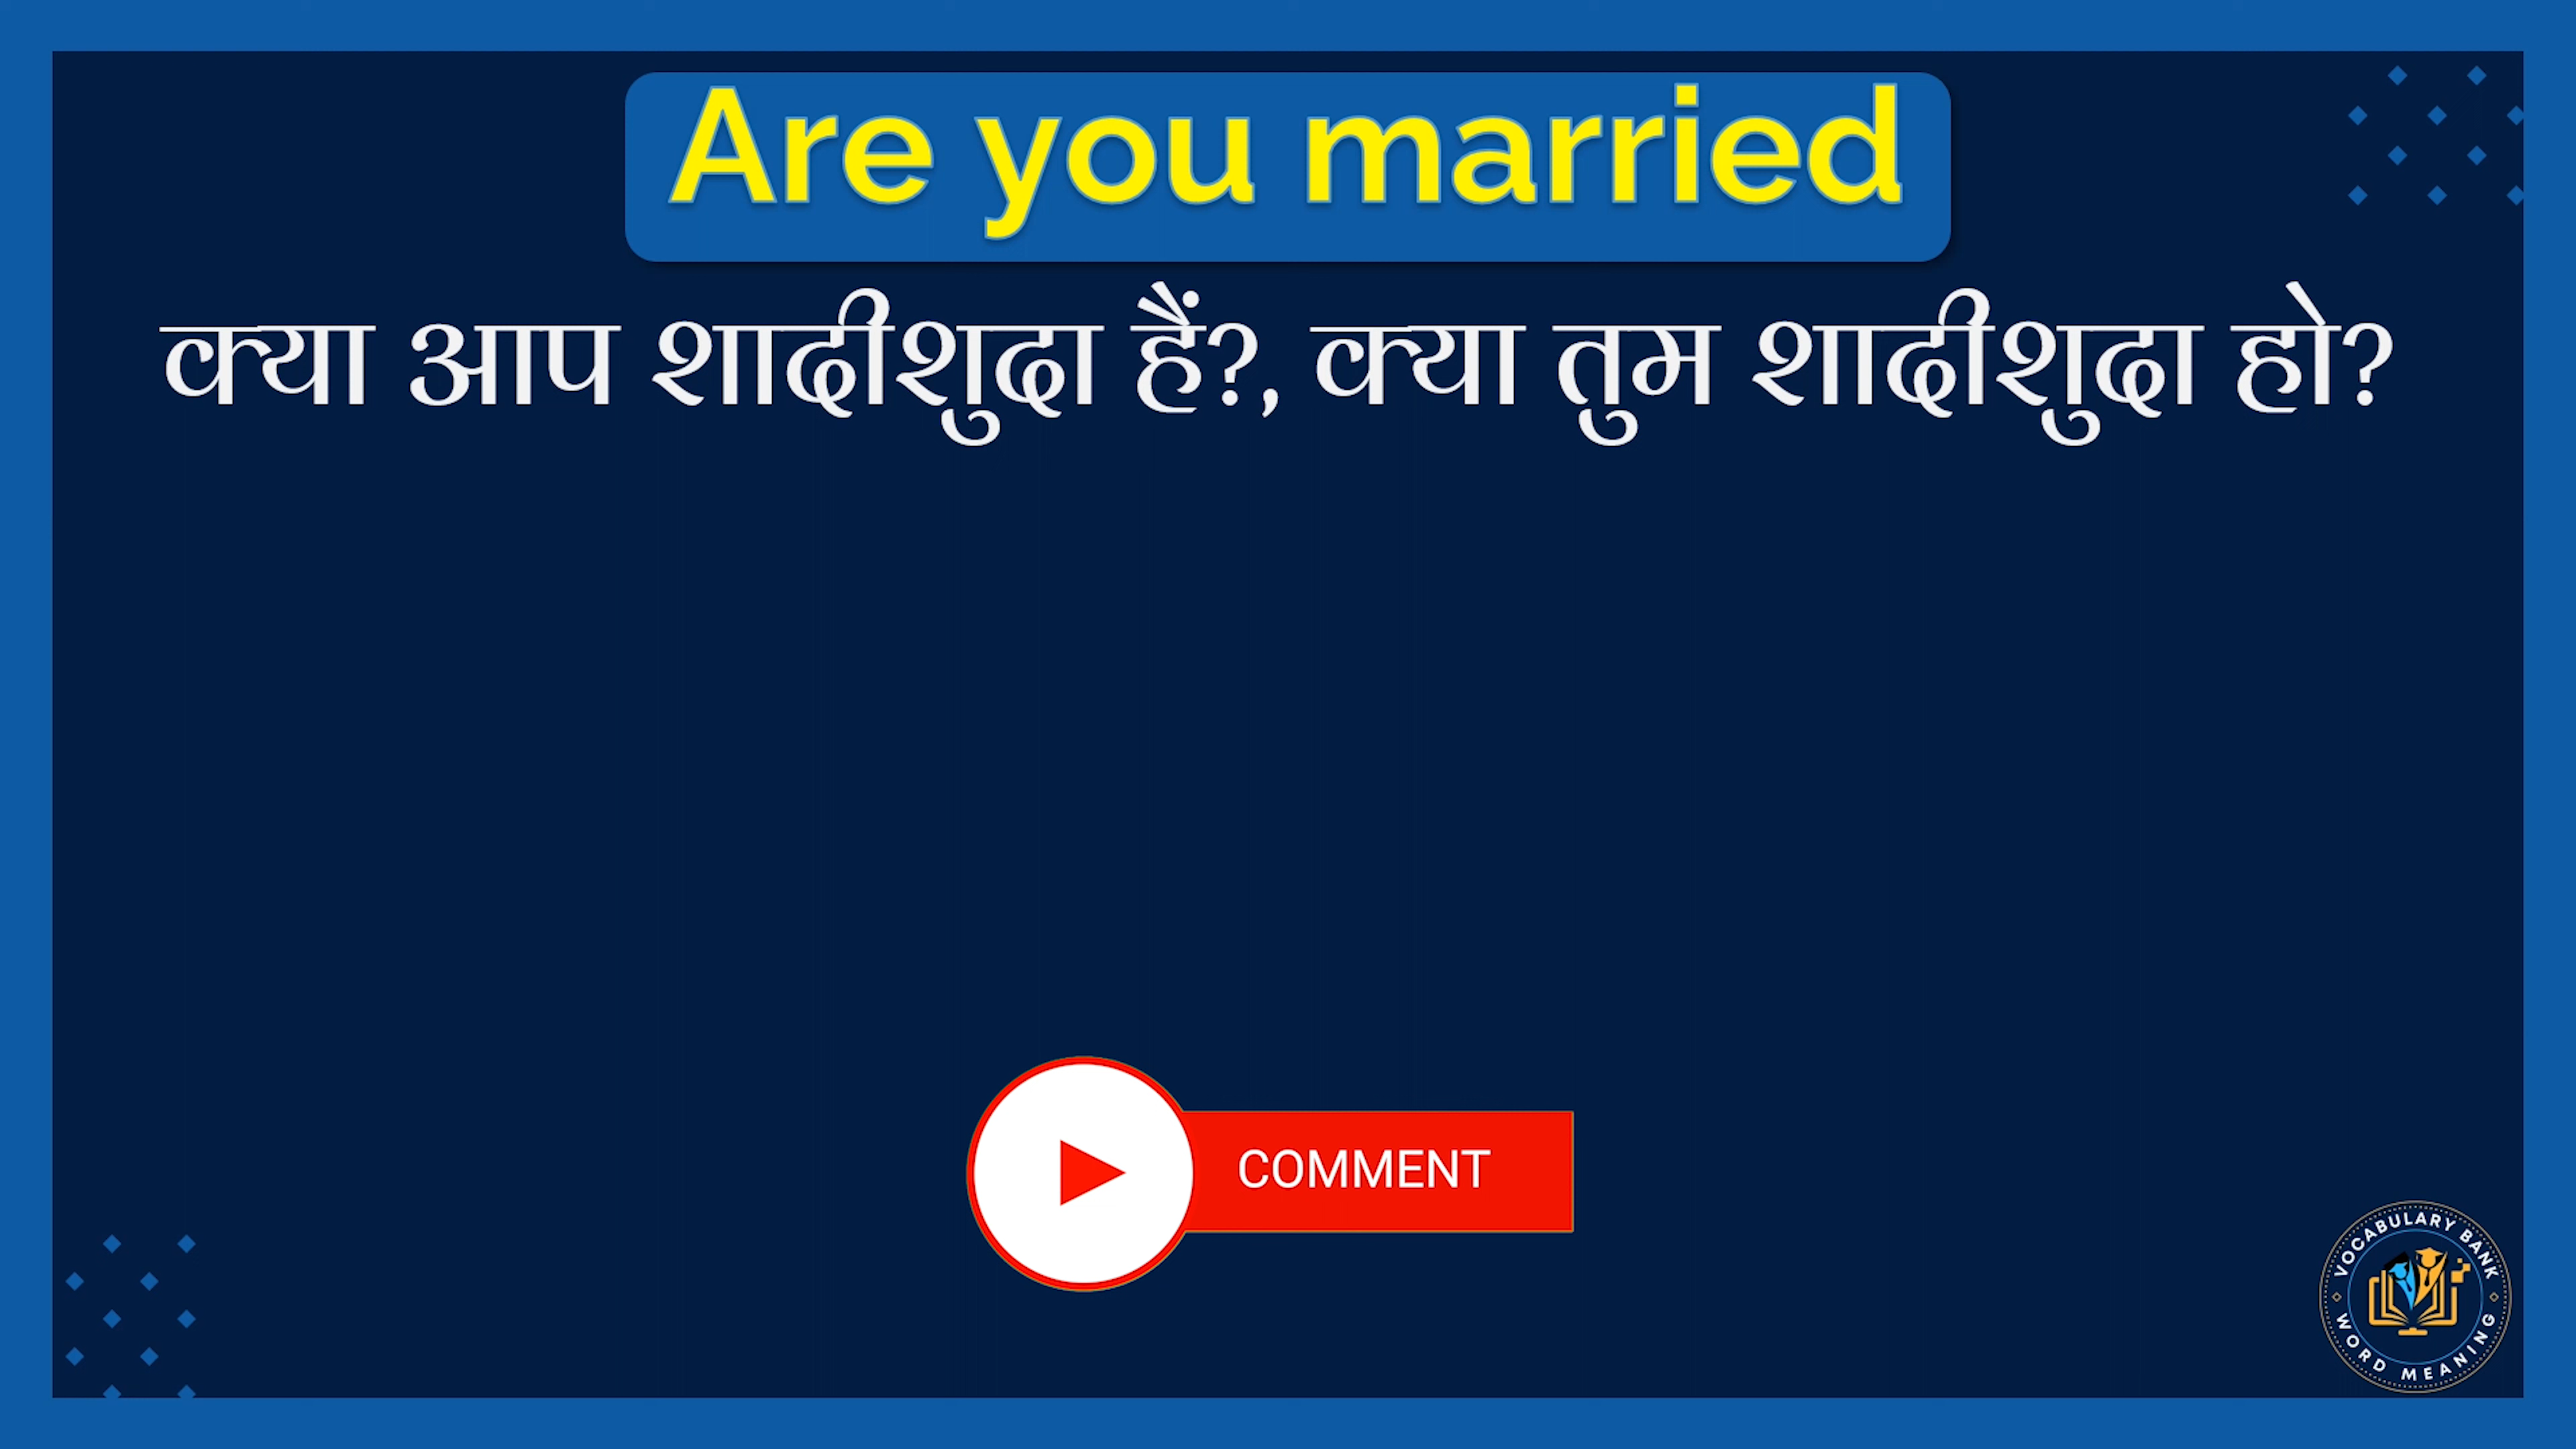 Are you married
क्या आप शादीशुदा हैं?, क्या तुम शादीशुदा हो?
COMMENT
VOCABULARY BANK
WORD MEANING